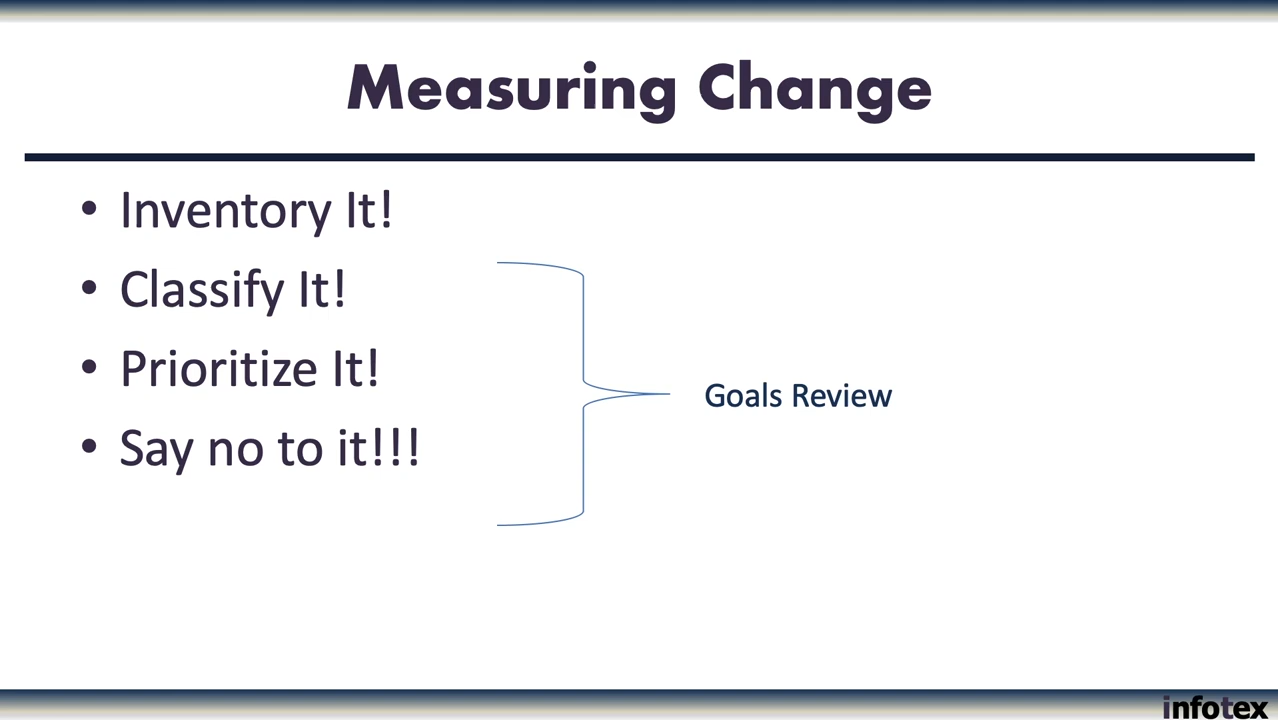 Measuring Change
• Inventory It!
• Classify It!
• Prioritize It!
• Say no to it!!!
Goals Review
infotex